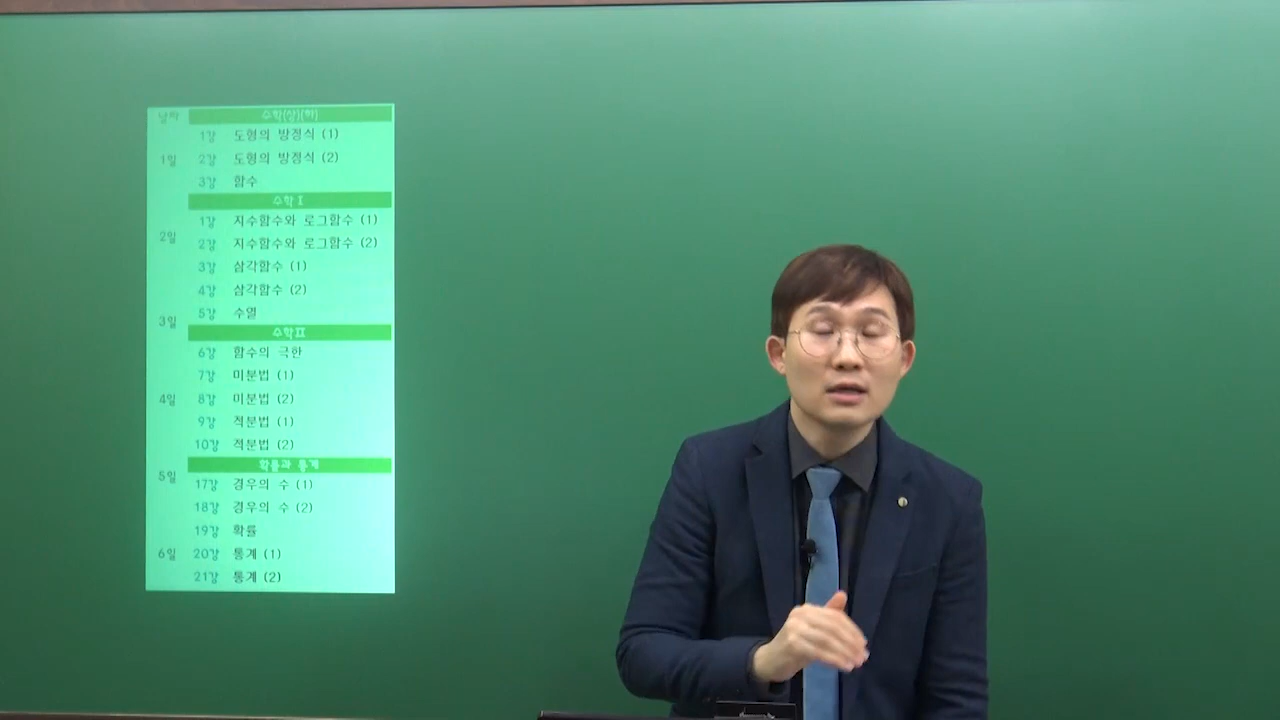 날짜 수학(상)(하)
1강 도형의 방정식 (1)
1일 2강 도형의 방정식 (2)
3강 함수
수학 I
1강 지수함수와 로그함수 (1)
2일 2강 지수함수와 로그함수 (2)
3강 삼각함수 (1)
4강 삼각함수 (2)
3일 5강 수열
수학II
6강 함수의 극한
7강 미분법 (1)
4일 8강 미분법 (2)
9강 적분법 (1)
10강 적분법 (2)
확률과 통계
5일 17강 경우의 수 (1)
18강 경우의 수 (2)
19강 확률
6일 20강 통계 (1)
21강 통계 (2)